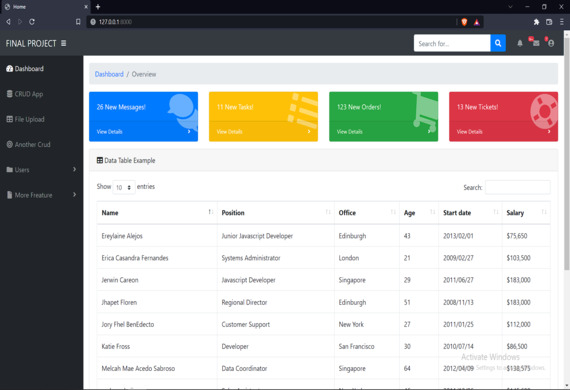 Home
127.0.0.1:8000
FINAL PROJECT
Search for...
Dashboard
CRUD App
File Upload
Another Crud
Users
More Freature
Dashboard / Overview
26 New Messages!
View Details
11 New Tasks!
View Details
123 New Orders!
View Details
13 New Tickets!
View Details
Data Table Example
Show 10 entries
Search:
Name Position Office Age Start date Salary
Ereylaine Alejos Junior Javascript Developer Edinburgh 43 2013/02/01 $75,650
Erica Casandra Fernandes Systems Administrator London 21 2009/02/27 $103,500
Jerwin Careon Javascript Developer Singapore 29 2011/06/27 $183,000
Jhapet Floren Regional Director Edinburgh 51 2008/11/13 $183,000
Jory Fhel BenEdecto Customer Support New York 27 2011/01/25 $112,000
Katie Fross Developer San Francisco 30 2010/07/14 $86,500
Activate Windows
Melcah Mae Acedo Sabroso Data Coordinator Singapore 64 2012/04/09 $138,575
Settings to